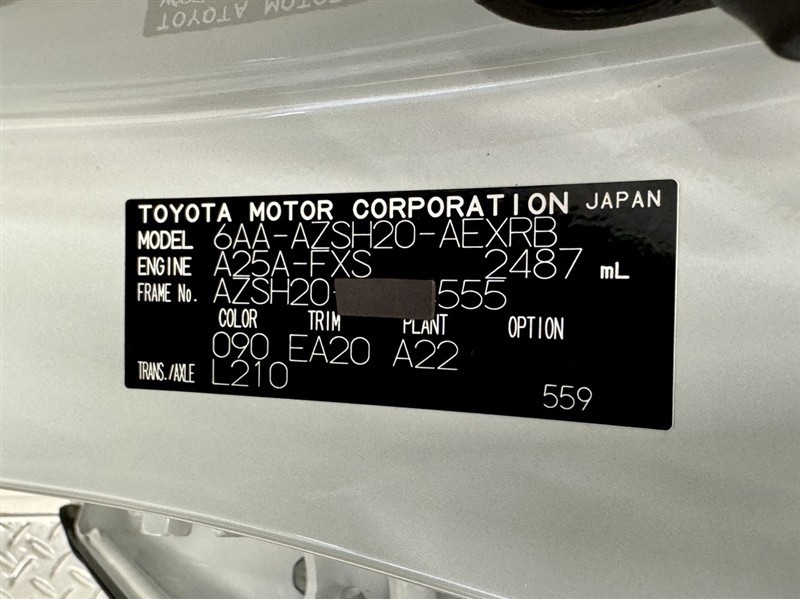 TOYOTA MOTOR CORPORATION JAPAN
MODEL 6AA-AZSH20-AEXRB
ENGINE A25A-FXS 2487 mL
FRAME No. AZSH20- 555
COLOR TRIM PLANT OPTION
090 EA20 A22
TRANS./AXLE L210
559